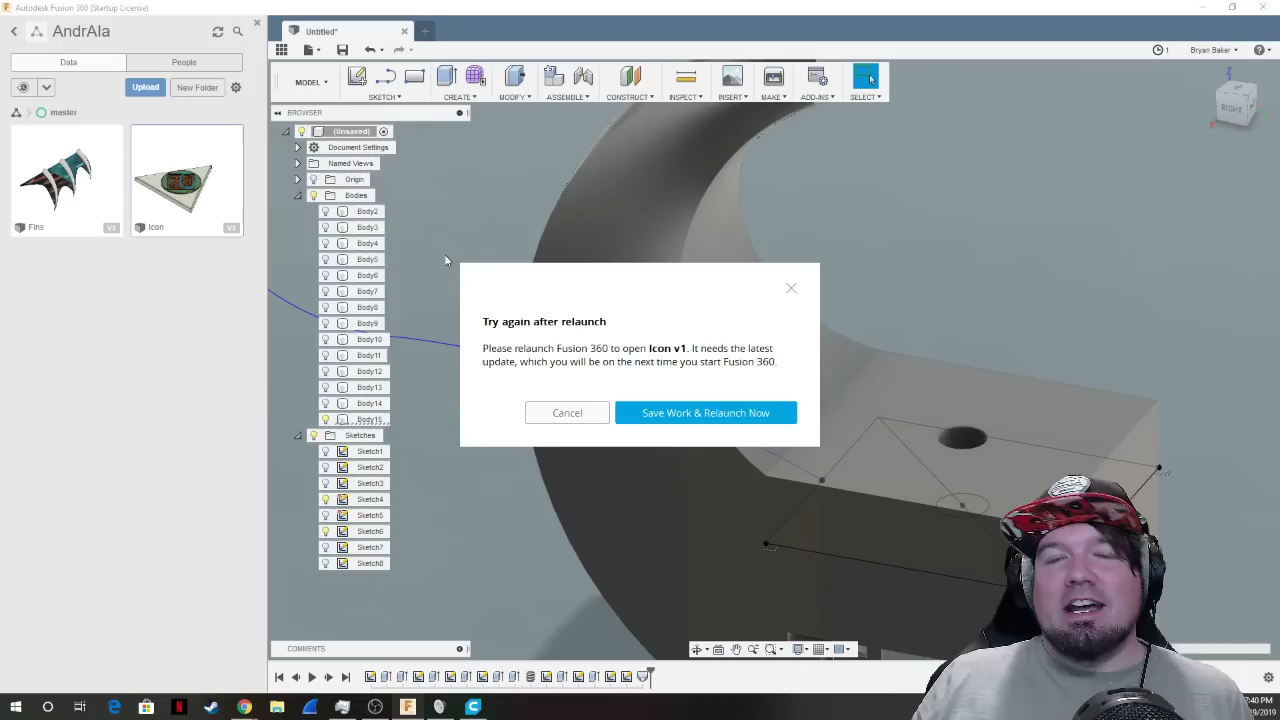 Autodesk Fusion 360 (Startup License)
AndrAIa
Untitled*
Data
People
1
Bryan Baker
Upload
New Folder
MODEL
SKETCH
CREATE
MODIFY
ASSEMBLE
CONSTRUCT
INSPECT
INSERT
MAKE
ADD-INS
SELECT
Z
RIGHT
master
BROWSER
(Unsaved)
Document Settings
Named Views
Origin
Bodies
Body2
Body3
Body4
Body5
Body6
Body7
Body8
Body9
Body10
Body11
Body12
Body13
Body14
Body15
Sketches
Sketch1
Sketch2
Sketch3
Sketch4
Sketch5
Sketch6
Sketch7
Sketch8
Fins
V1
Icon
V1
Try again after relaunch
Please relaunch Fusion 360 to open Icon v1. It needs the latest
update, which you will be on the next time you start Fusion 360.
Cancel
Save Work & Relaunch Now
COMMENTS